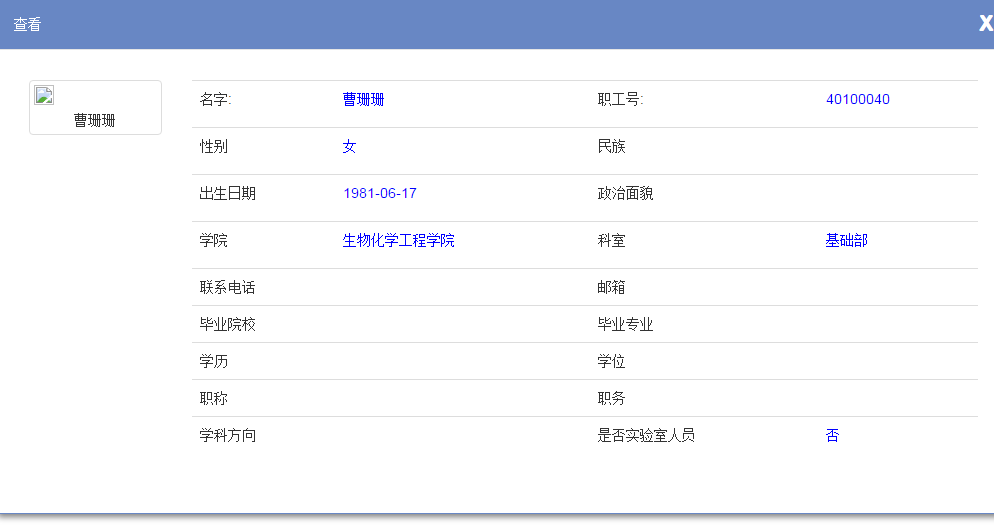 查看 X
曹珊珊
名字: 曹珊珊 职工号: 40100040
性别 女 民族
出生日期 1981-06-17 政治面貌
学院 生物化学工程学院 科室 基础部
联系电话 邮箱
毕业院校 毕业专业
学历 学位
职称 职务
学科方向 是否实验室人员 否